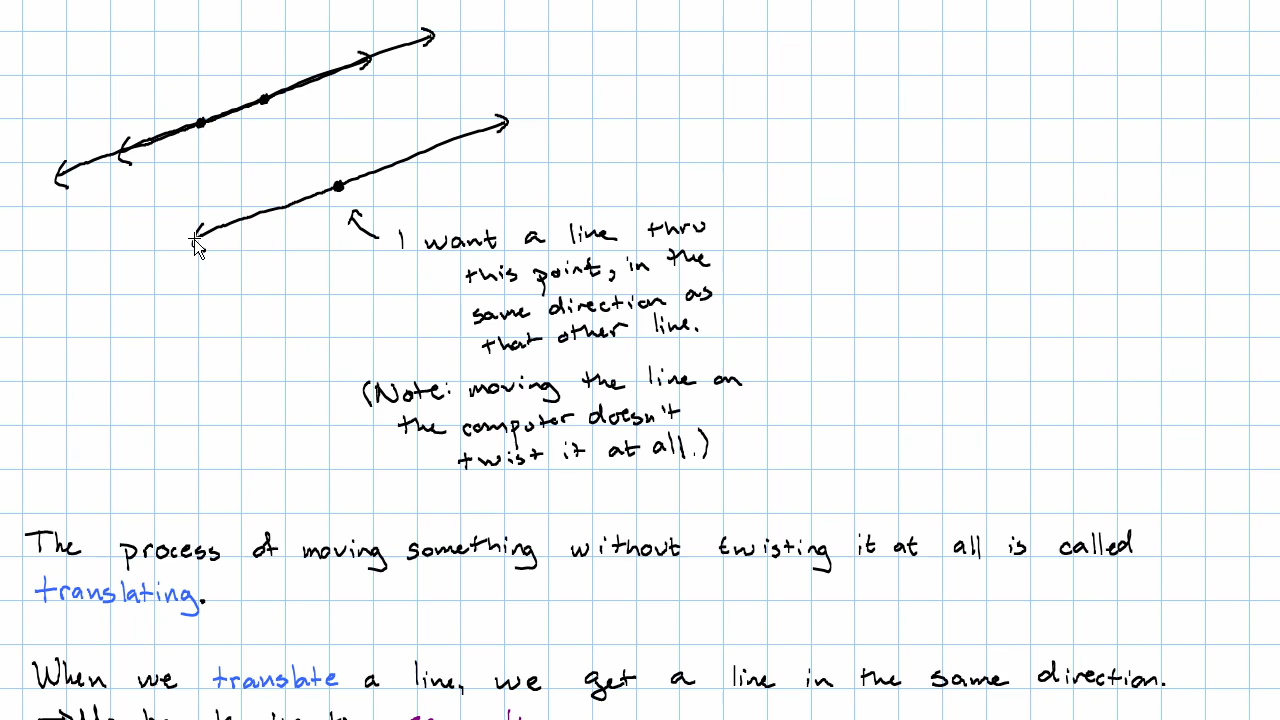 I want a line thru
this point, in the
same direction as
that other line.
(Note: moving the line on
the computer doesn't
twist it at all.)
The process of moving something without twisting it at all is called
translating.
When we translate a line, we get a line in the same direction.